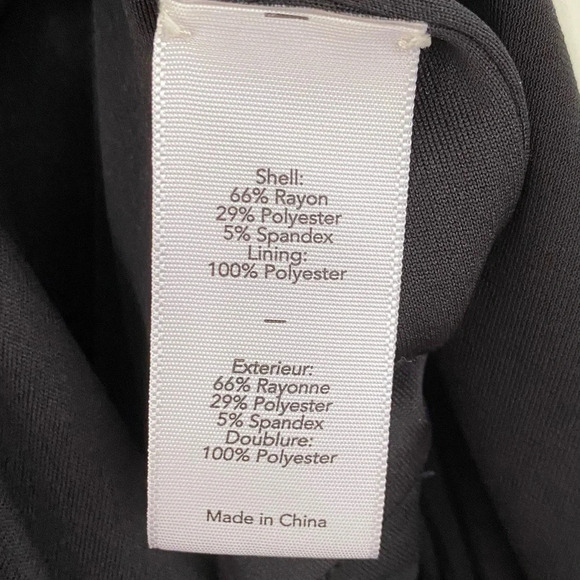 Shell:
66% Rayon
29% Polyester
5% Spandex
Lining:
100% Polyester
—
Exterieur:
66% Rayonne
29% Polyester
5% Spandex
Doublure:
100% Polyester
Made in China